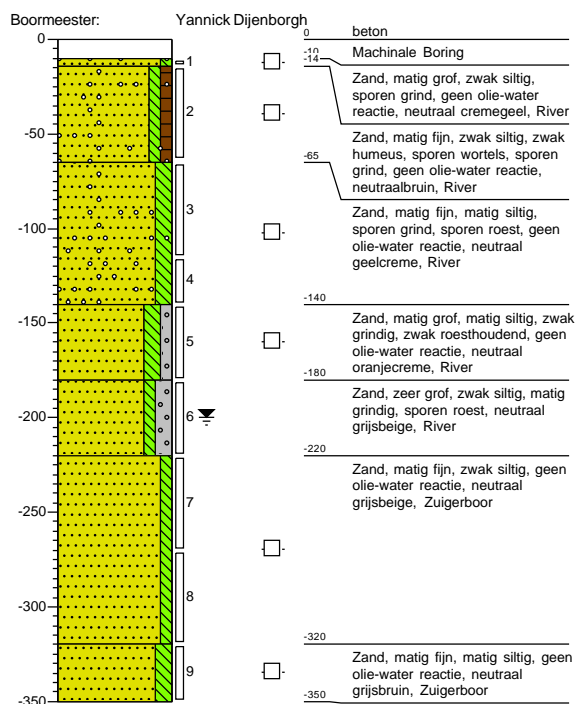 Boormeester: Yannick Dijenborgh
0
-50
-100
-150
-200
-250
-300
-350
1
2
3
4
5
6
7
8
9
0 beton
-10 Machinale Boring
-14
Zand, matig grof, zwak siltig,
sporen grind, geen olie-water
reactie, neutraal cremegeel, River
Zand, matig fijn, zwak siltig, zwak
humeus, sporen wortels, sporen
grind, geen olie-water reactie,
neutraalbruin, River
-65
Zand, matig fijn, matig siltig,
sporen grind, sporen roest, geen
olie-water reactie, neutraal
geelcreme, River
-140
Zand, matig grof, matig siltig, zwak
grindig, zwak roesthoudend, geen
olie-water reactie, neutraal
oranjecreme, River
-180
Zand, zeer grof, zwak siltig, matig
grindig, sporen roest, neutraal
grijsbeige, River
-220
Zand, matig fijn, zwak siltig, geen
olie-water reactie, neutraal
grijsbeige, Zuigerboor
-320
Zand, matig fijn, matig siltig, geen
olie-water reactie, neutraal
grijsbruin, Zuigerboor
-350